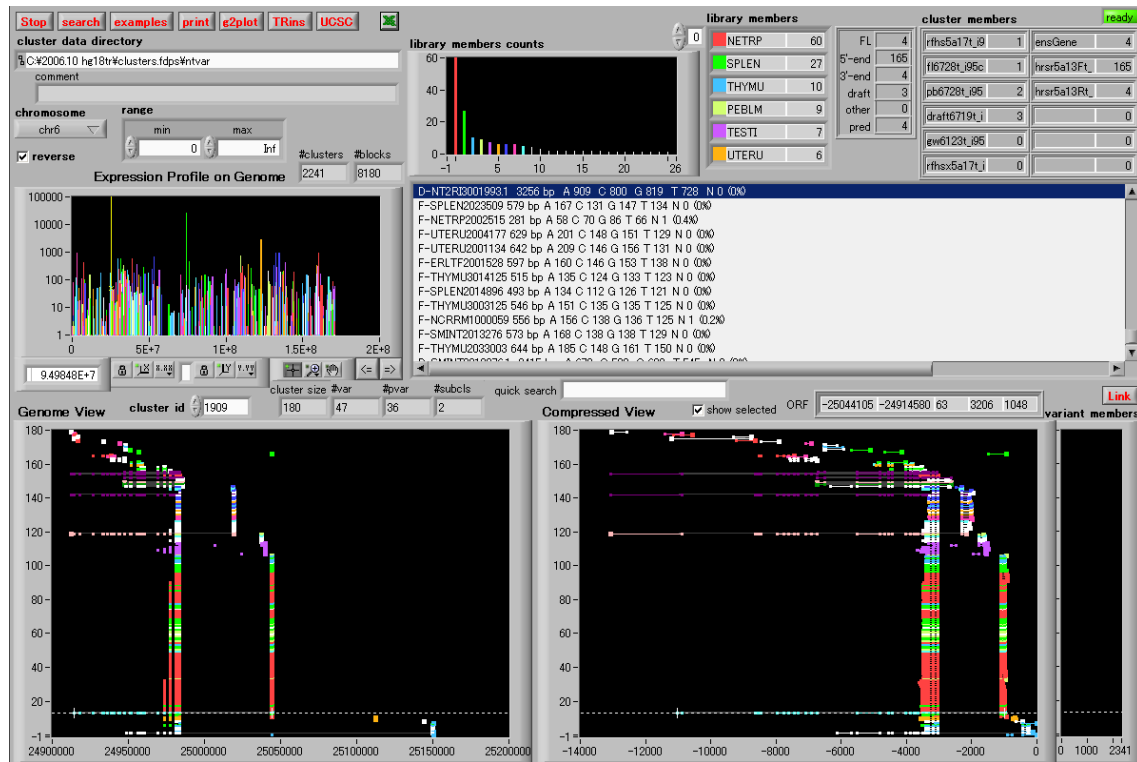 Stop search examples print g2plot TRins UCSC
cluster data directory
C:¥2006.10 hg18tr¥clusters.fdps¥ntvar
comment
chromosome
chr6
range
min max
0 Inf
reverse
#clusters #blocks
2241 8180
Expression Profile on Genome
100000
10000
1000
100
10
1
0 5E+7 1E+8 1.5E+8 2E+8
9.49848E+7
library members counts
0
60
40
20
0
-1 5 10 15 20 26
library members
NETRP 60
SPLEN 27
THYMU 10
PEBLM 9
TESTI 7
UTERU 6
FL 4
5'-end 165
3'-end 4
draft 3
other 0
pred 4
cluster members
ready
rfhs5a17t_i9 1 ensGene 4
fl6728t_i95c 1 hrsr5a13Ft_ 165
pb6728t_i95 2 hrsr5a13Rt_ 4
draft6719t_i 3 0
gw6123t_i95 0 0
rfhsx5a17t_i 0 0
D-NT2RI3001993.1 3256 bp A 909 C 800 G 819 T 728 N 0 (0%)
F-SPLEN2023509 579 bp A 167 C 131 G 147 T 134 N 0 (0%)
F-NETRP2002515 281 bp A 58 C 70 G 86 T 66 N 1 (0.4%)
F-UTERU2004177 629 bp A 201 C 148 G 151 T 129 N 0 (0%)
F-UTERU2001134 642 bp A 209 C 146 G 156 T 131 N 0 (0%)
F-ERLTF2001528 597 bp A 160 C 146 G 153 T 138 N 0 (0%)
F-THYMU3014125 515 bp A 135 C 124 G 133 T 123 N 0 (0%)
F-SPLEN2014896 493 bp A 134 C 112 G 126 T 121 N 0 (0%)
F-THYMU3003125 546 bp A 151 C 135 G 135 T 125 N 0 (0%)
F-NCRRM1000059 556 bp A 156 C 138 G 136 T 125 N 1 (0.2%)
F-SMINT2013276 573 bp A 168 C 138 G 138 T 129 N 0 (0%)
F-THYMU2033003 644 bp A 185 C 148 G 161 T 150 N 0 (0%)
cluster size #var #pvar #subcls
cluster id 1909 180 47 36 2
quick search
show selected
ORF -25044105 -24914580 63 3206 1048
Link
Genome View
180
160
140
120
100
80
60
40
20
-1
24900000 24950000 25000000 25050000 25100000 25150000 25200000
Compressed View
180
160
140
120
100
80
60
40
20
-1
-14000 -12000 -10000 -8000 -6000 -4000 -2000 0
variant members
0 1000 2341